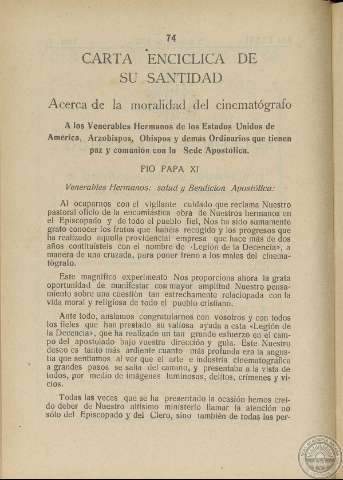 74
CARTA ENCICLICA DE
SU SANTIDAD
Acerca de la moralidad del cinematógrafo
A los Venerables Hermanos de los Estados Unidos de
América, Arzobispos, Obispos y demás Ordinarios que tienen
paz y comunión con la Sede Apostólica.
PIO PAPA XI
Venerables Hermanos: salud y Bendicion Apostólica:
Al ocuparnos con el vigilante cuidado que reclama Nuestro
pastoral oficio de la encomiástica obra de Nuestros hermanos en
el Episcopado y de todo el pueblo fiel, Nos ha sido sumamente
grato conocer los frutos que habéis recogido y los progresos que
ha realizado aquella providencial empresa que hace más de dos
años contituísteis con el nombre de «Legión de la Decencia», a
manera de una cruzada, para poner freno a los males del cinema-
tógrafo.
Este magnífico experimento Nos proporciona ahora la grata
oportunidad de manifestar con mayor amplitud Nuestro pensa-
miento sobre una cuestión tan estrechamente relacionada con la
vida moral y religiosa de todo el pueblo cristiano.
Ante todo, ansiamos congratularnos con vosotros y con todos
los fieles que han prestado su valiosa ayuda a esta «Legión de
la Decencia», que ha realizado un tan grande esfuerzo en el cam-
po del apostolado bajo vuestra dirección y guía. Este Nuestro
deseo es tanto más ardiente cuanto más profunda era la angus-
tia que sentíamos al ver que el arte e industria cinematográfica
a grandes pasos se salía del camino, y presentaba a la vista de
todos, por medio de imágenes luminosas, delitos, crímenes y vi-
cios.
Todas las veces que se ha presentado la ocasión hemos creí-
do deber de Nuestro altísimo ministerio llamar la atención no
sólo del Episcopado y del Clero, sino también de todas las per-